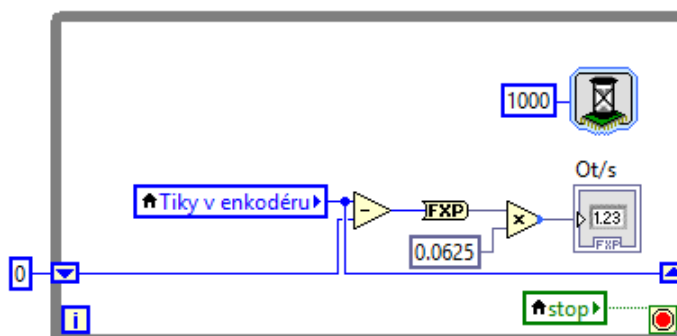 1000
Ot/s
Tiky v enkodéru
FXP
1.23
FXP
0.0625
0
i
stop